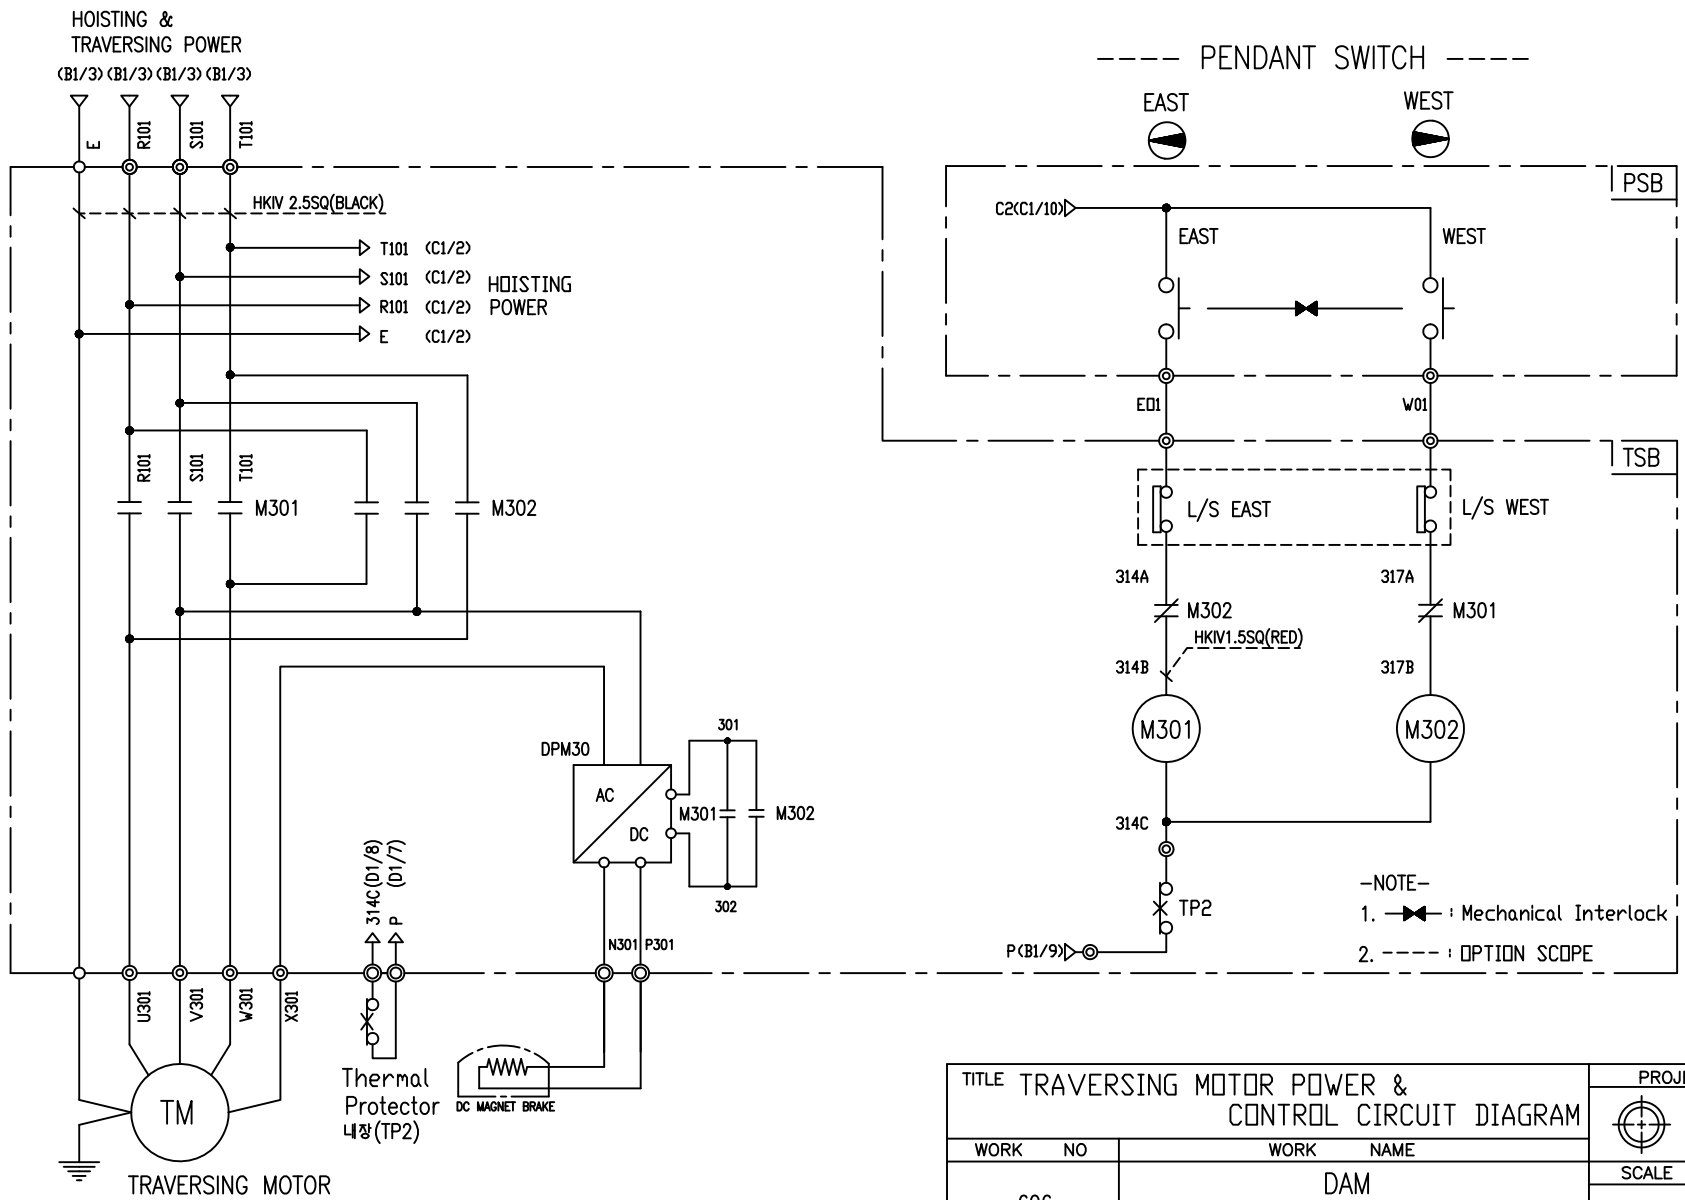 HOISTING &
TRAVERSING POWER
(B1/3) (B1/3) (B1/3) (B1/3)
E
R101
S101
T101
HKIV 2.5SQ(BLACK)
T101 (C1/2)
S101 (C1/2)
R101 (C1/2)
E (C1/2)
HOISTING
POWER
R101
S101
T101
M301
M302
DPM30
AC
DC
301
M301
M302
302
314C(D1/8)
P (D1/7)
N301
P301
U301
V301
W301
X301
TM
TRAVERSING MOTOR
Thermal
Protector
내장(TP2)
DC MAGNET BRAKE
---- PENDANT SWITCH ----
EAST
WEST
PSB
C2(C1/10)
EAST
WEST
E01
W01
TSB
L/S EAST
L/S WEST
314A
317A
M302
M301
HKIV1.5SQ(RED)
314B
317B
M301
M302
314C
TP2
P(B1/9)
-NOTE-
1. : Mechanical Interlock
2. ---- : OPTION SCOPE
TITLE TRAVERSING MOTOR POWER &
CONTROL CIRCUIT DIAGRAM
PROJE
WORK NO
WORK NAME
SCALE
DAM